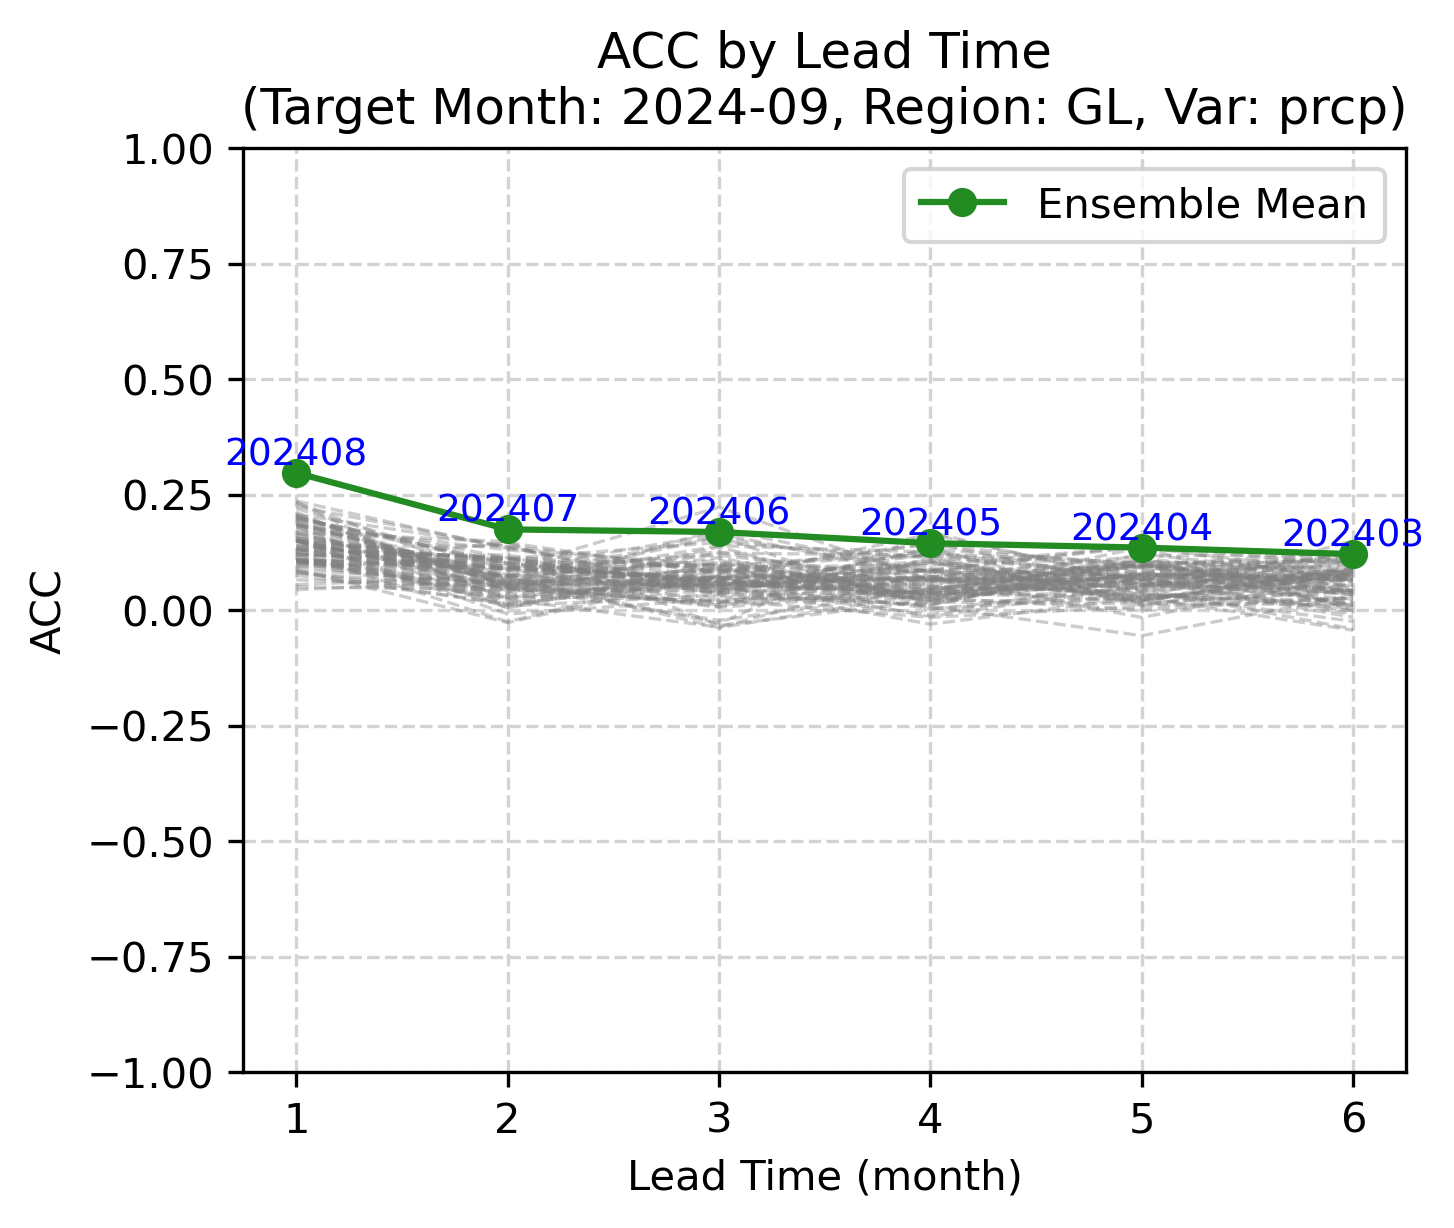 ACC by Lead Time
(Target Month: 2024-09, Region: GL, Var: prcp)
1.00
0.75
0.50
0.25
0.00
−0.25
−0.50
−0.75
−1.00
ACC
Ensemble Mean
202408
202407
202406
202405
202404
202403
1 2 3 4 5 6
Lead Time (month)